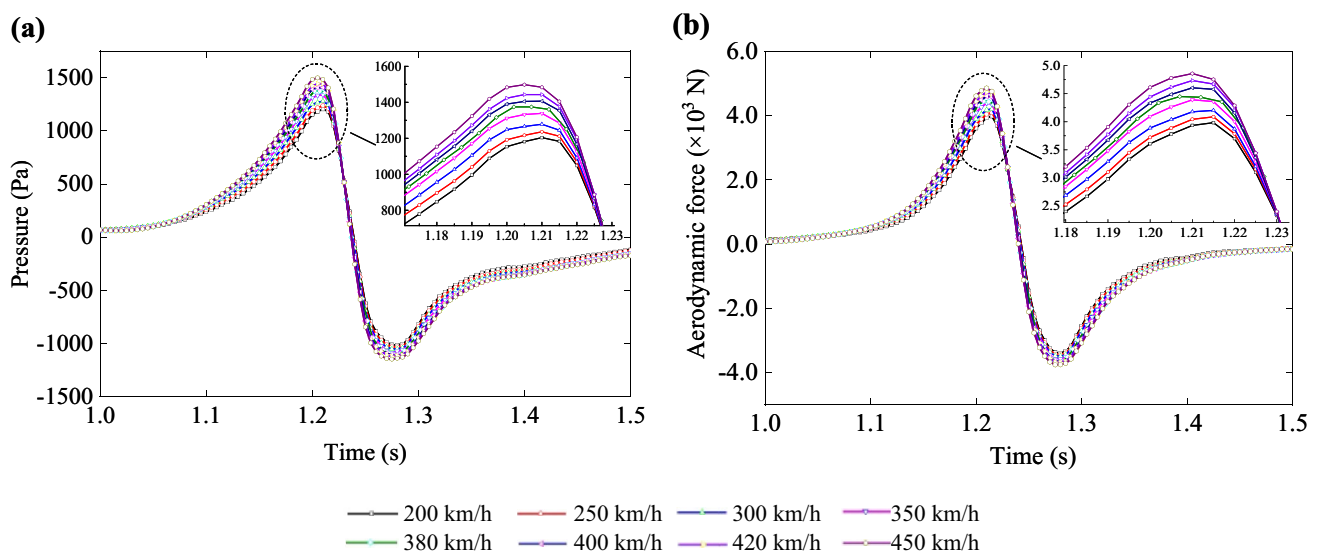 (a)
1500
1000
500
0
-500
-1000
-1500
1.0 1.1 1.2 1.3 1.4 1.5
Pressure (Pa)
Time (s)
1600
1400
1200
1000
800
1.18 1.19 1.20 1.21 1.22 1.23
(b)
6.0
4.0
2.0
0.0
-2.0
-4.0
1.0 1.1 1.2 1.3 1.4 1.5
Aerodynamic force (×10³ N)
Time (s)
5.0
4.5
4.0
3.5
3.0
2.5
1.18 1.19 1.20 1.21 1.22 1.23
200 km/h 250 km/h 300 km/h 350 km/h
380 km/h 400 km/h 420 km/h 450 km/h